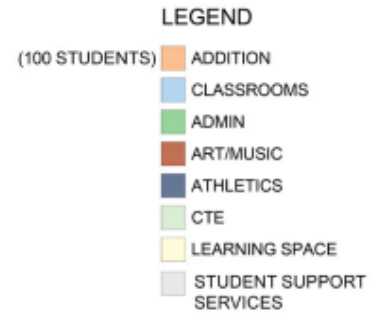 LEGEND
(100 STUDENTS) ADDITION
CLASSROOMS
ADMIN
ART/MUSIC
ATHLETICS
CTE
LEARNING SPACE
STUDENT SUPPORT
SERVICES